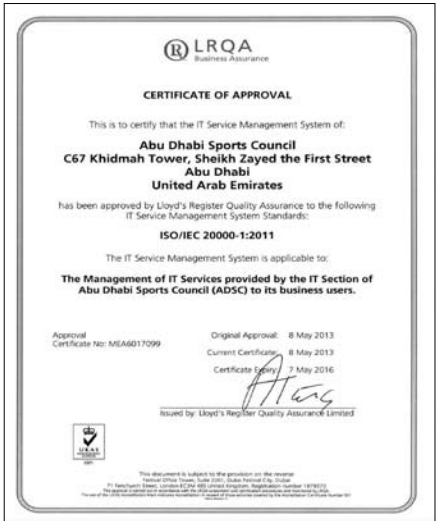 LRQA
Business Assurance
CERTIFICATE OF APPROVAL
This is to certify that the IT Service Management System of:
Abu Dhabi Sports Council
C67 Khidmah Tower, Sheikh Zayed the First Street
Abu Dhabi
United Arab Emirates
has been approved by Lloyd's Register Quality Assurance to the following
IT Service Management System Standards:
ISO/IEC 20000-1:2011
The IT Service Management System is applicable to:
The Management of IT Services provided by the IT Section of
Abu Dhabi Sports Council (ADSC) to its business users.
Approval
Certificate No: MEA6017099
Original Approval: 8 May 2013
Current Certificate: 8 May 2013
Certificate Expiry: 7 May 2016
Issued by: Lloyd's Register Quality Assurance Limited
UKAS
This document is subject to the provision on the reverse